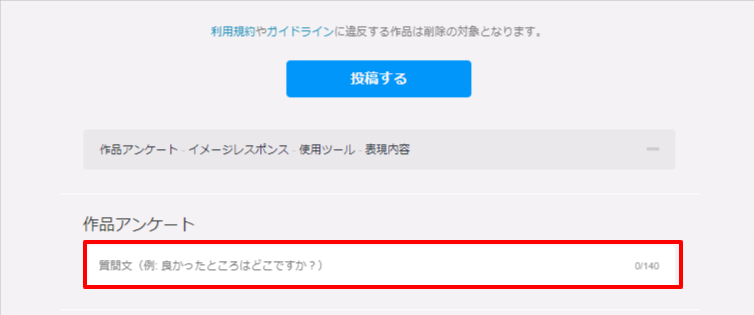 利用規約やガイドラインに違反する作品は削除の対象となります。
投稿する
作品アンケート - イメージレスポンス - 使用ツール - 表現内容
作品アンケート
質問文（例: 良かったところはどこですか？） 0/140